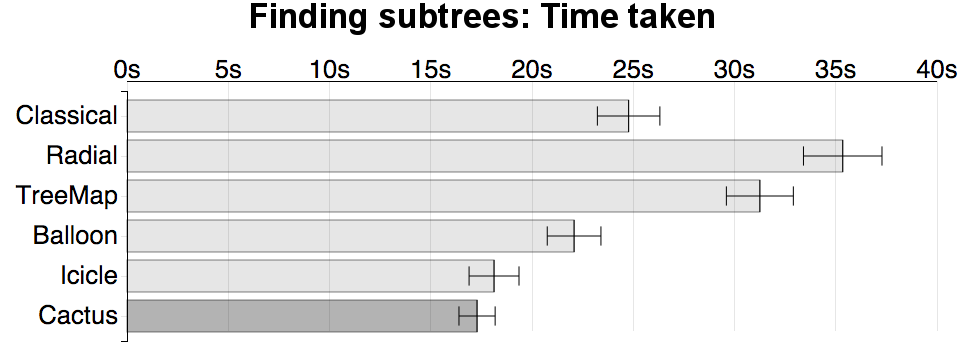 Finding subtrees: Time taken
0s 5s 10s 15s 20s 25s 30s 35s 40s
Classical
Radial
TreeMap
Balloon
Icicle
Cactus